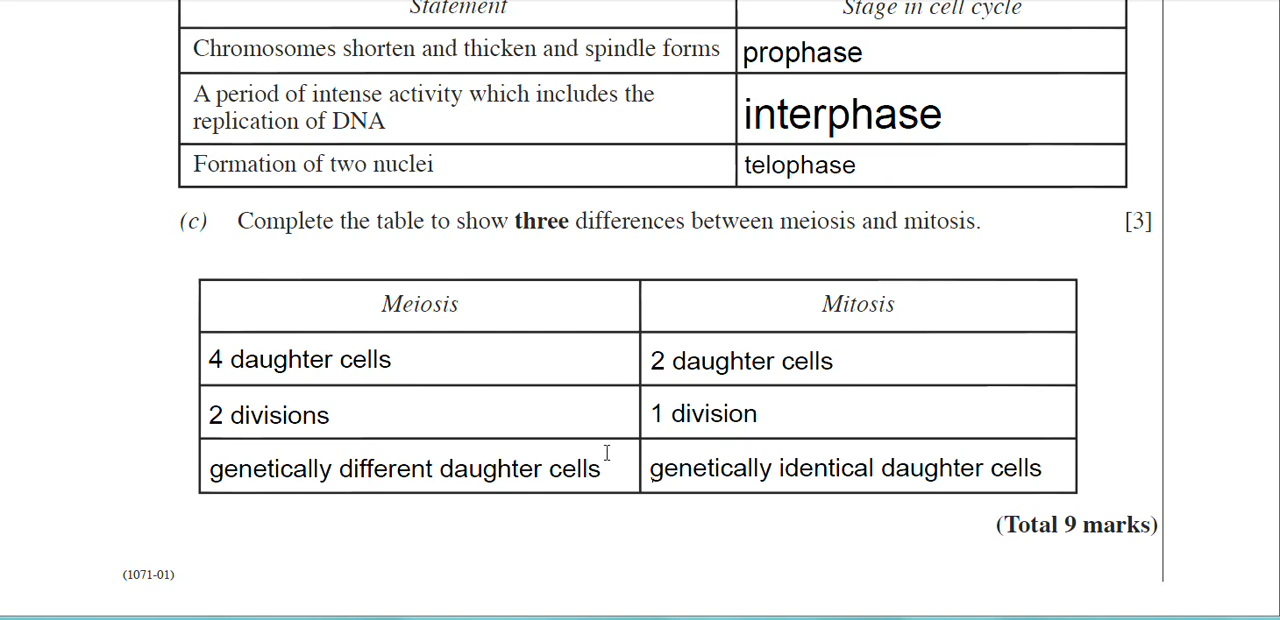 Statement Stage in cell cycle
Chromosomes shorten and thicken and spindle forms prophase
A period of intense activity which includes the
replication of DNA interphase
Formation of two nuclei telophase
(c) Complete the table to show three differences between meiosis and mitosis. [3]
Meiosis Mitosis
4 daughter cells 2 daughter cells
2 divisions 1 division
genetically different daughter cells genetically identical daughter cells
(Total 9 marks)
(1071-01)